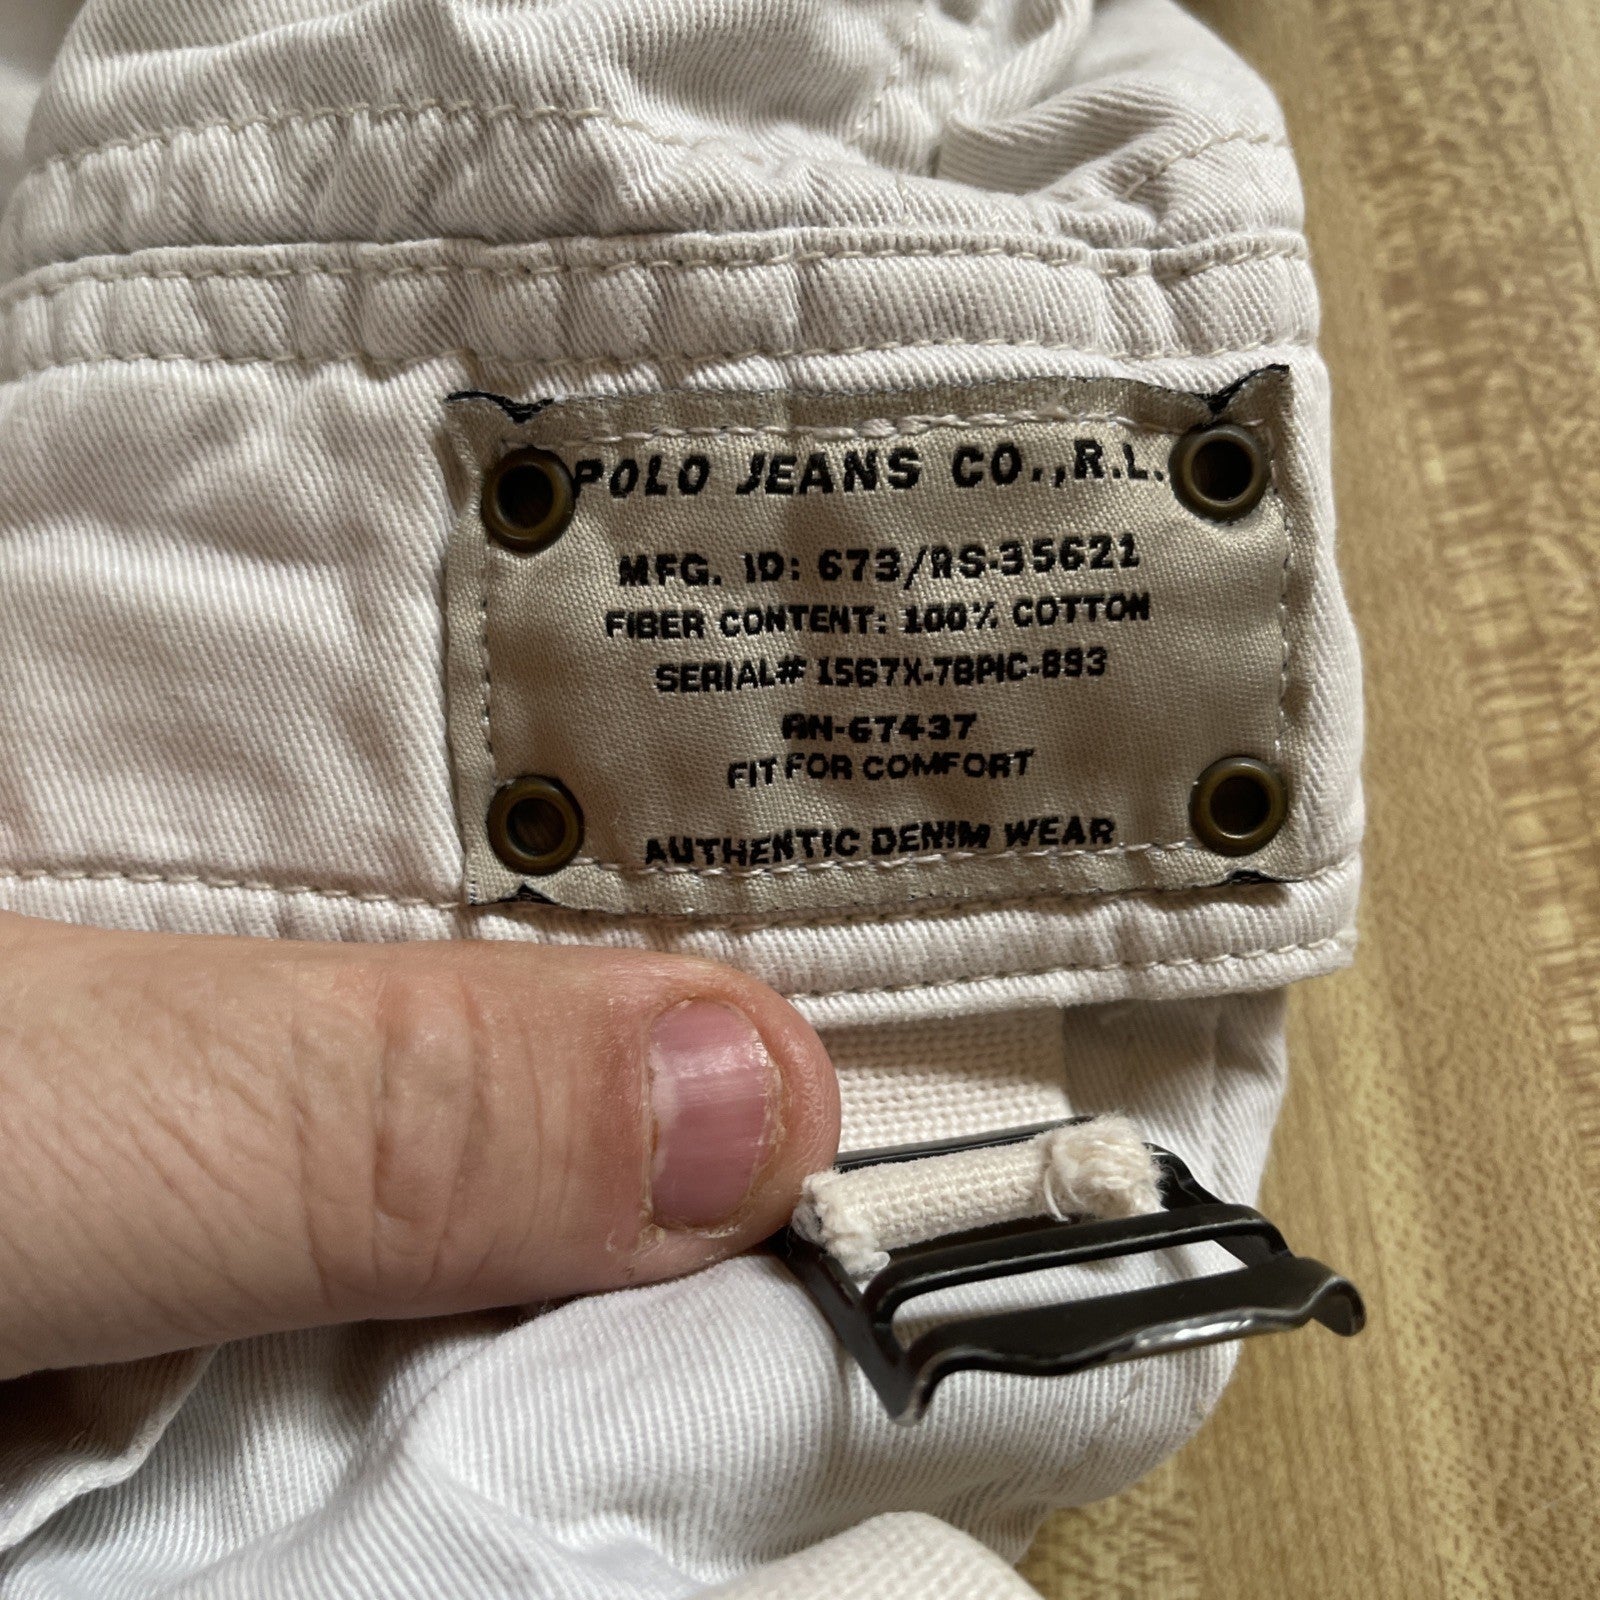 POLO JEANS CO., R.L.
MFG. ID: 673/RS-35621
FIBER CONTENT: 100% COTTON
SERIAL# 1567X-7BPIC-893
RN-67437
FIT FOR COMFORT
AUTHENTIC DENIM WEAR